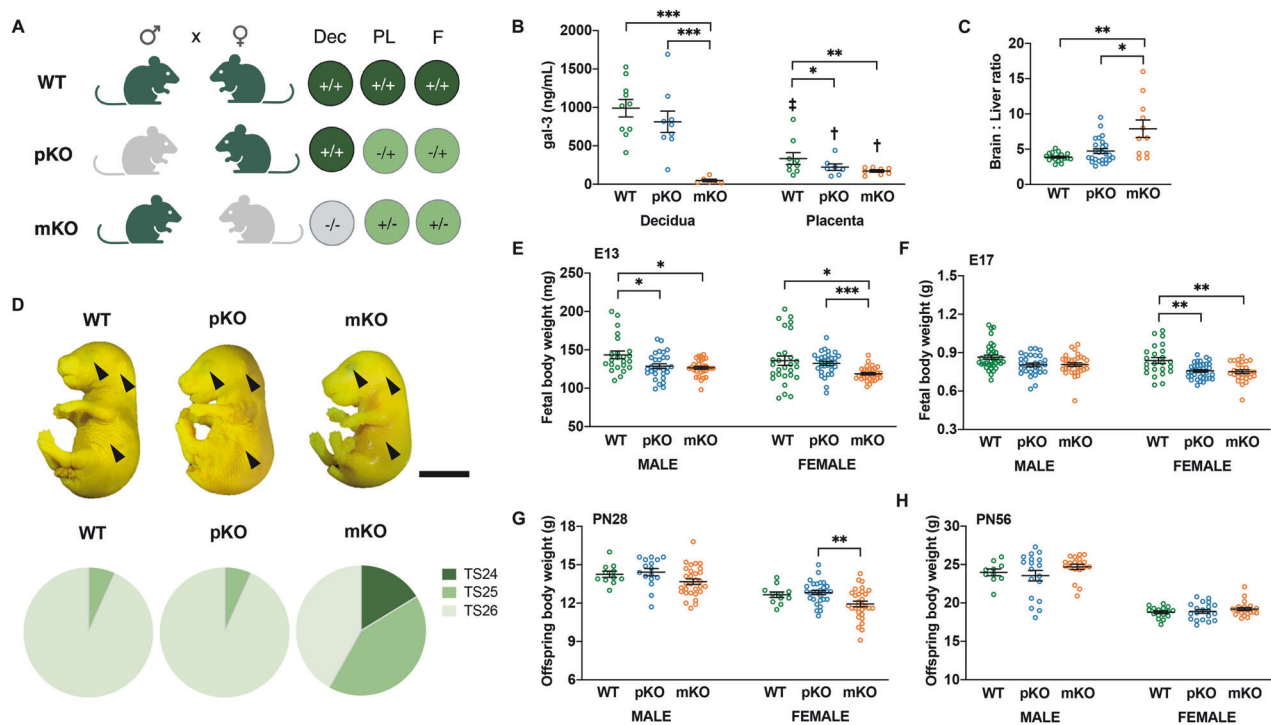 A
♂ x ♀ Dec PL F
WT +/+ +/+ +/+
pKO +/+ -/+ -/+
mKO -/- +/- +/-
B
gal-3 (ng/mL)
2000
1500
1000
500
0
*** 
***
**
*
‡
†
†
WT pKO mKO WT pKO mKO
Decidua Placenta
C
Brain : Liver ratio
20
15
10
5
0
**
*
WT pKO mKO
D
WT pKO mKO
WT pKO mKO
TS24
TS25
TS26
E
E13
Fetal body weight (mg)
250
200
150
100
50
*
*
*
***
WT pKO mKO WT pKO mKO
MALE FEMALE
F
E17
Fetal body weight (g)
1.5
1.2
0.9
0.6
0.3
**
**
WT pKO mKO WT pKO mKO
MALE FEMALE
G
PN28
Offspring body weight (g)
18
15
12
9
6
**
WT pKO mKO WT pKO mKO
MALE FEMALE
H
PN56
Offspring body weight (g)
30
25
20
15
10
WT pKO mKO WT pKO mKO
MALE FEMALE